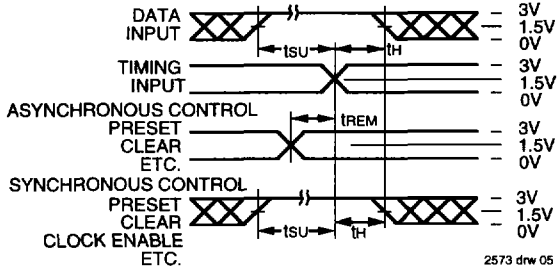 DATA INPUT
3V
1.5V
0V
tSU
tH
TIMING INPUT
3V
1.5V
0V
ASYNCHRONOUS CONTROL
PRESET
CLEAR
ETC.
tREM
3V
1.5V
0V
SYNCHRONOUS CONTROL
PRESET
CLEAR
CLOCK ENABLE
ETC.
tSU
tH
3V
1.5V
0V
2573 drw 05